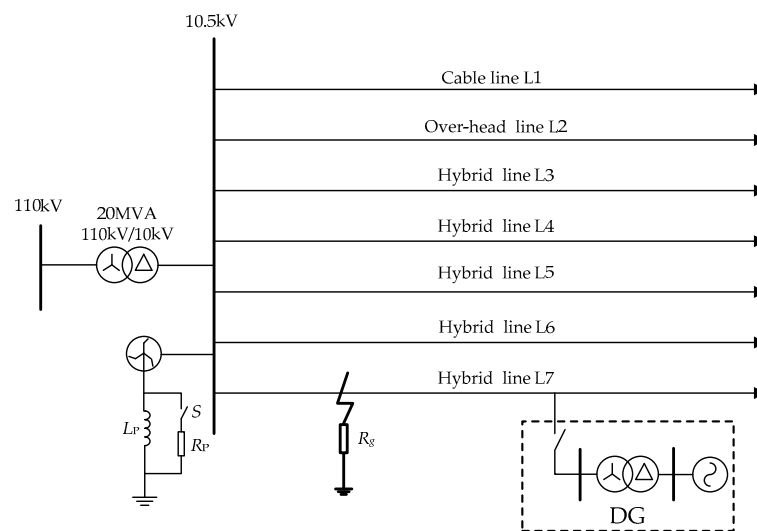 10.5kV
Cable line L1
Over-head line L2
Hybrid line L3
Hybrid line L4
110kV
20MVA
110kV/10kV
Hybrid line L5
Hybrid line L6
Hybrid line L7
S
LP
RP
Rg
DG